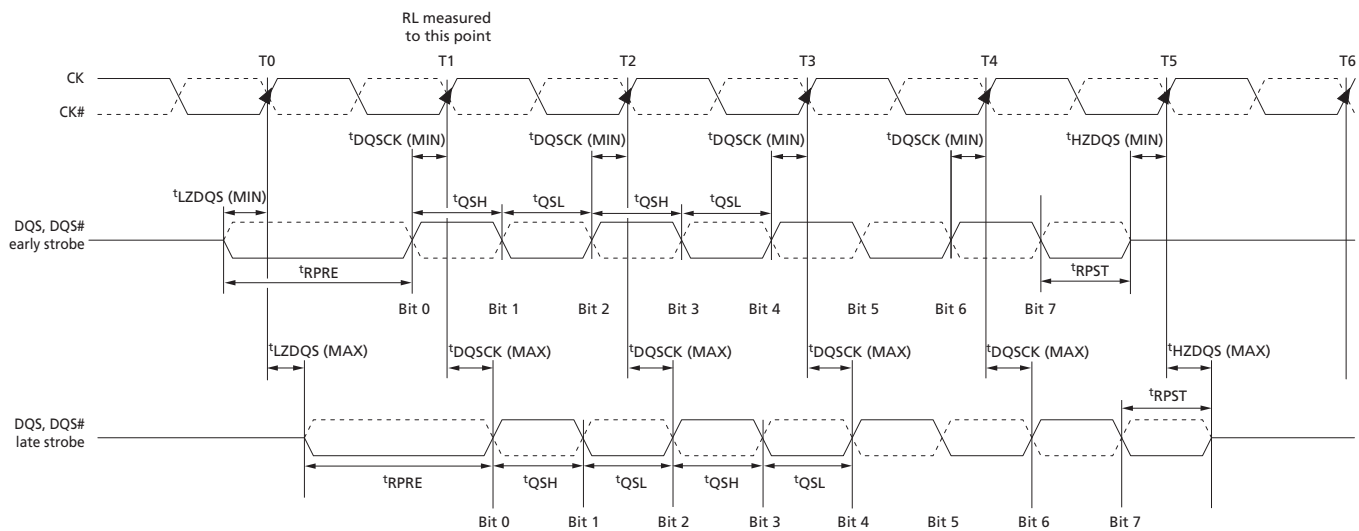 RL measured
to this point
T0 T1 T2 T3 T4 T5 T6
CK
CK#
tDQSCK (MIN) tDQSCK (MIN) tDQSCK (MIN) tDQSCK (MIN) tHZDQS (MIN)
tLZDQS (MIN)
tQSH tQSL tQSH tQSL
DQS, DQS#
early strobe
tRPRE tRPST
Bit 0 Bit 1 Bit 2 Bit 3 Bit 4 Bit 5 Bit 6 Bit 7
tLZDQS (MAX) tDQSCK (MAX) tDQSCK (MAX) tDQSCK (MAX) tDQSCK (MAX) tHZDQS (MAX)
tRPST
DQS, DQS#
late strobe
tRPRE tQSH tQSL tQSH tQSL
Bit 0 Bit 1 Bit 2 Bit 3 Bit 4 Bit 5 Bit 6 Bit 7